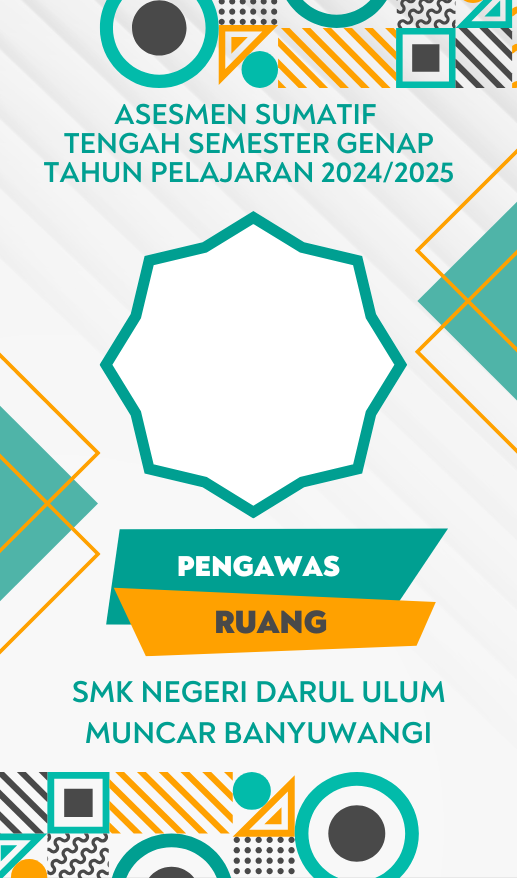 ASESMEN SUMATIF
TENGAH SEMESTER GENAP
TAHUN PELAJARAN 2024/2025
PENGAWAS
RUANG
SMK NEGERI DARUL ULUM
MUNCAR BANYUWANGI